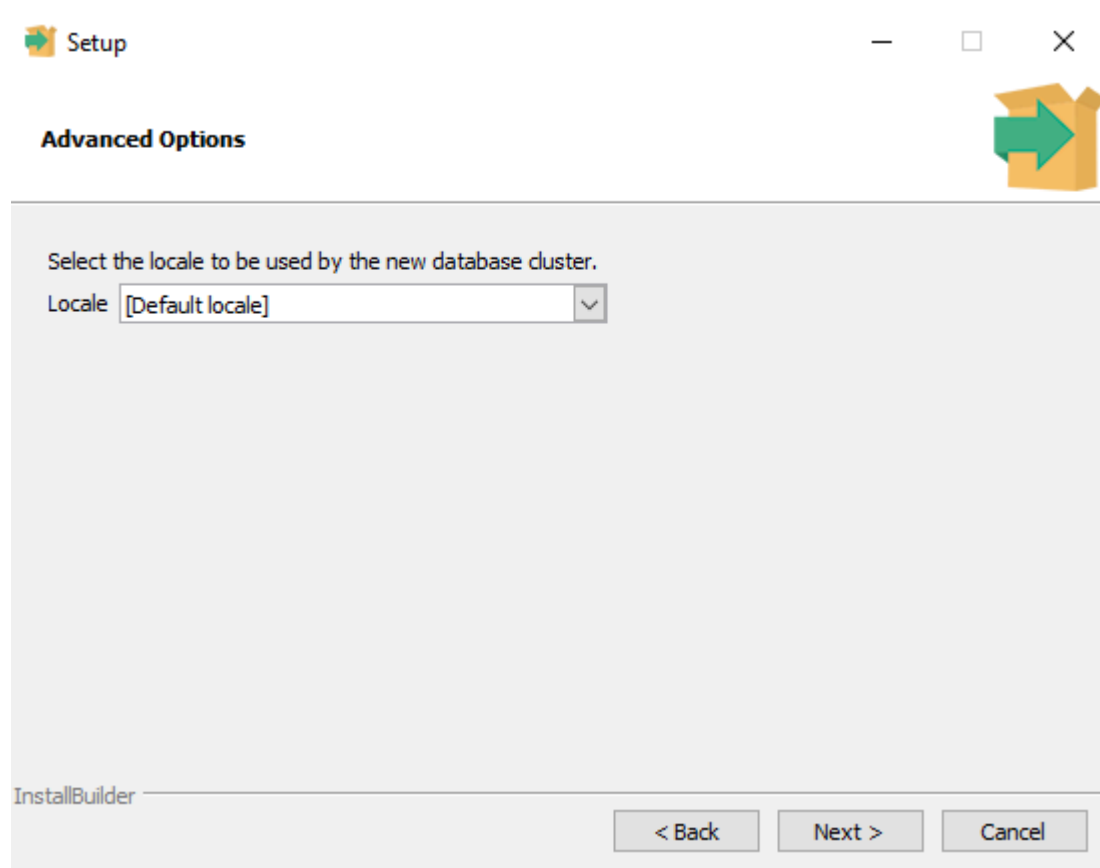 Setup
Advanced Options
Select the locale to be used by the new database cluster.
Locale [Default locale]
InstallBuilder
< Back Next > Cancel